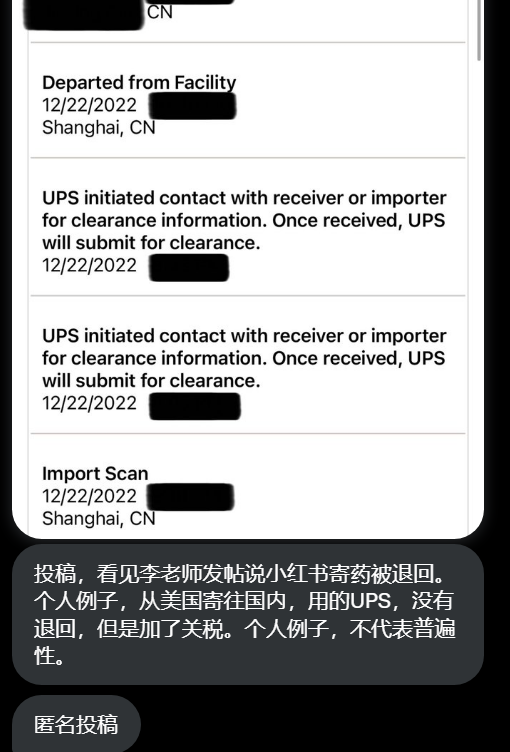 CN
Departed from Facility
12/22/2022
Shanghai, CN
UPS initiated contact with receiver or importer
for clearance information. Once received, UPS
will submit for clearance.
12/22/2022
UPS initiated contact with receiver or importer
for clearance information. Once received, UPS
will submit for clearance.
12/22/2022
Import Scan
12/22/2022
Shanghai, CN
投稿，看见李老师发帖说小红书寄药被退回。
个人例子，从美国寄往国内，用的UPS，没有
退回，但是加了关税。个人例子，不代表普遍
性。
匿名投稿